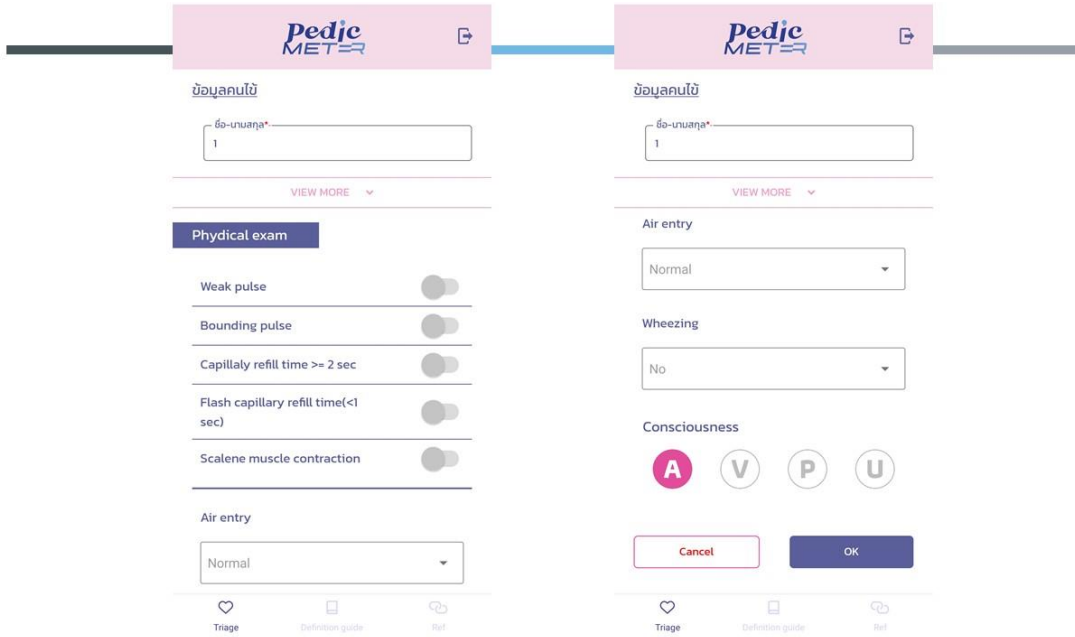 Pedic
METER
ข้อมูลคนไข้
ชื่อ-นามสกุล*
1
VIEW MORE
Phydical exam
Weak pulse
Bounding pulse
Capillaly refill time >= 2 sec
Flash capillary refill time(<1
sec)
Scalene muscle contraction
Air entry
Normal
Triage
Definition guide
Ref
Pedic
METER
ข้อมูลคนไข้
ชื่อ-นามสกุล*
1
VIEW MORE
Air entry
Normal
Wheezing
No
Consciousness
A V P U
Cancel OK
Triage
Definition guide
Ref